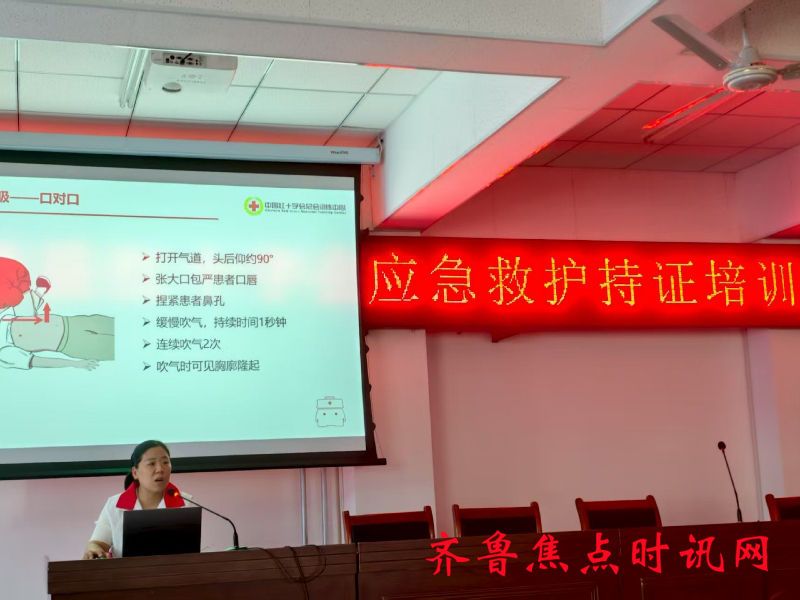 吸——口对口
中国红十字会总会训练中心
打开气道，头后仰约90°
张大口包严患者口唇
捏紧患者鼻孔
缓慢吹气，持续时间1秒钟
连续吹气2次
吹气时可见胸廓隆起
应急救护持证培训
齐鲁焦点时讯网